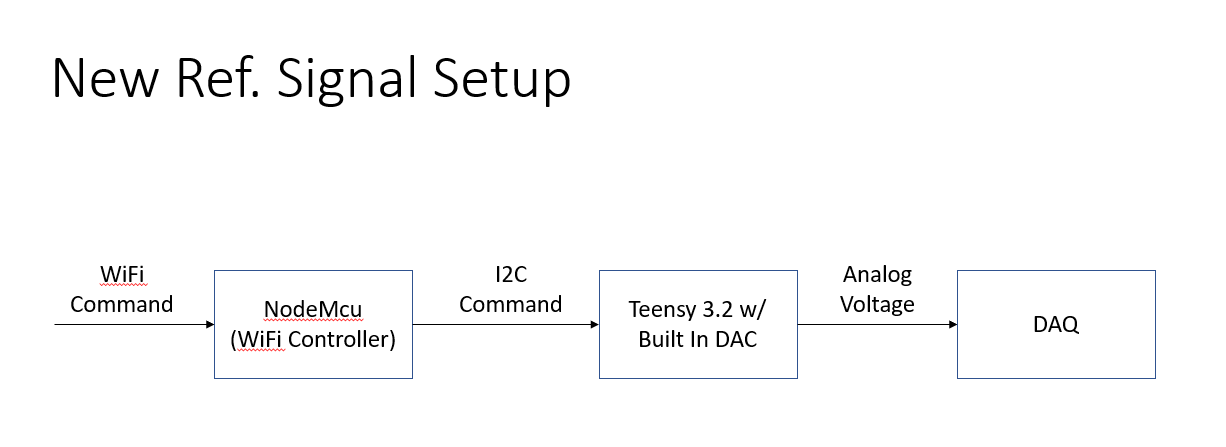 New Ref. Signal Setup
WiFi
Command
NodeMcu
(WiFi Controller)
I2C
Command
Teensy 3.2 w/
Built In DAC
Analog
Voltage
DAQ